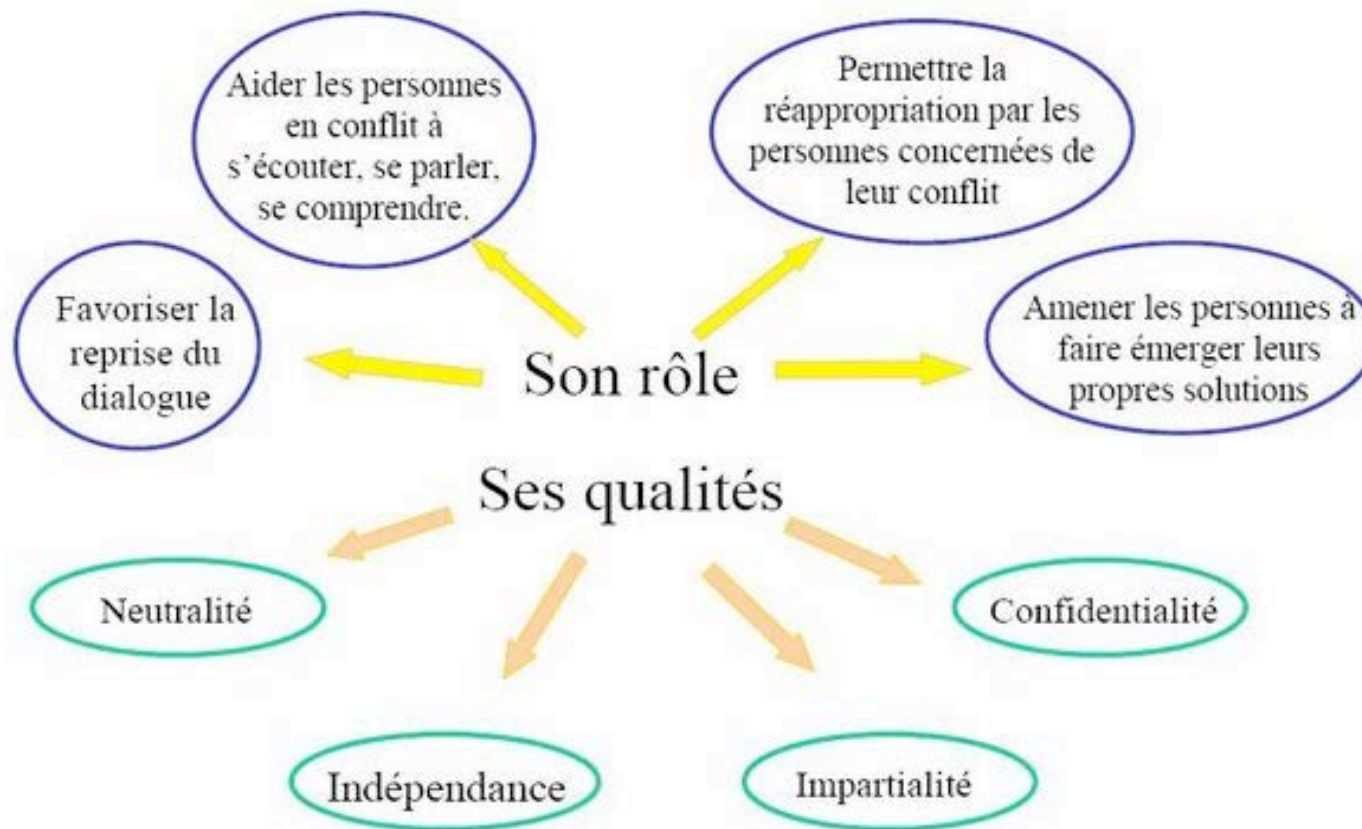 Aider les personnes
en conflit à
s'écouter, se parler,
se comprendre.
Permettre la
réappropriation par les
personnes concernées de
leur conflit
Favoriser la
reprise du
dialogue
Amener les personnes à
faire émerger leurs
propres solutions
Son rôle
Ses qualités
Neutralité
Confidentialité
Indépendance
Impartialité